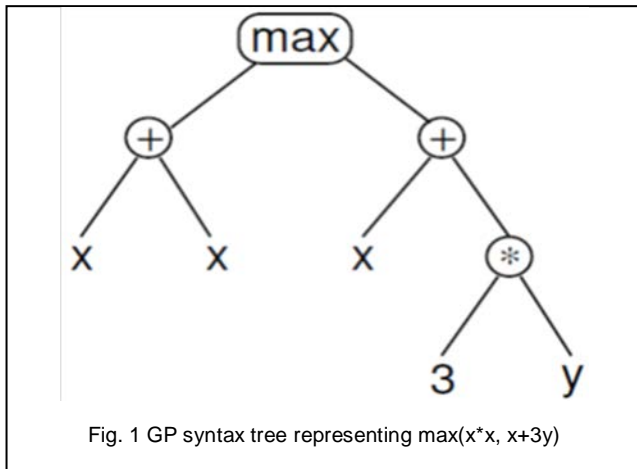 max
+ +
x x x *
3 y
Fig. 1 GP syntax tree representing max(x*x, x+3y)